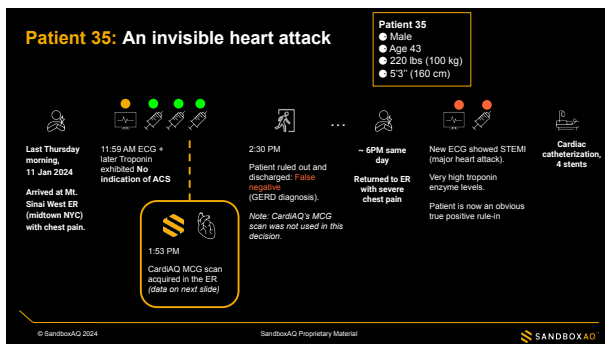 Patient 35: An invisible heart attack
Patient 35
Male
Age 43
220 lbs (100 kg)
5'3" (160 cm)
Last Thursday
morning,
11 Jan 2024
Arrived at Mt.
Sinai West ER
(midtown NYC)
with chest pain.
11:59 AM ECG +
later Troponin
exhibited No
indication of ACS
1:53 PM
CardiAQ MCG scan
acquired in the ER
(data on next slide)
2:30 PM
Patient ruled out and
discharged: False
negative
(GERD diagnosis).
Note: CardiAQ's MCG
scan was not used in this
decision.
...
~ 6PM same
day
Returned to ER
with severe
chest pain
New ECG showed STEMI
(major heart attack).
Very high troponin
enzyme levels.
Patient is now an obvious
true positive rule-in
Cardiac
catheterization,
4 stents
© SandboxAQ 2024
SandboxAQ Proprietary Material
SANDBOXAQ